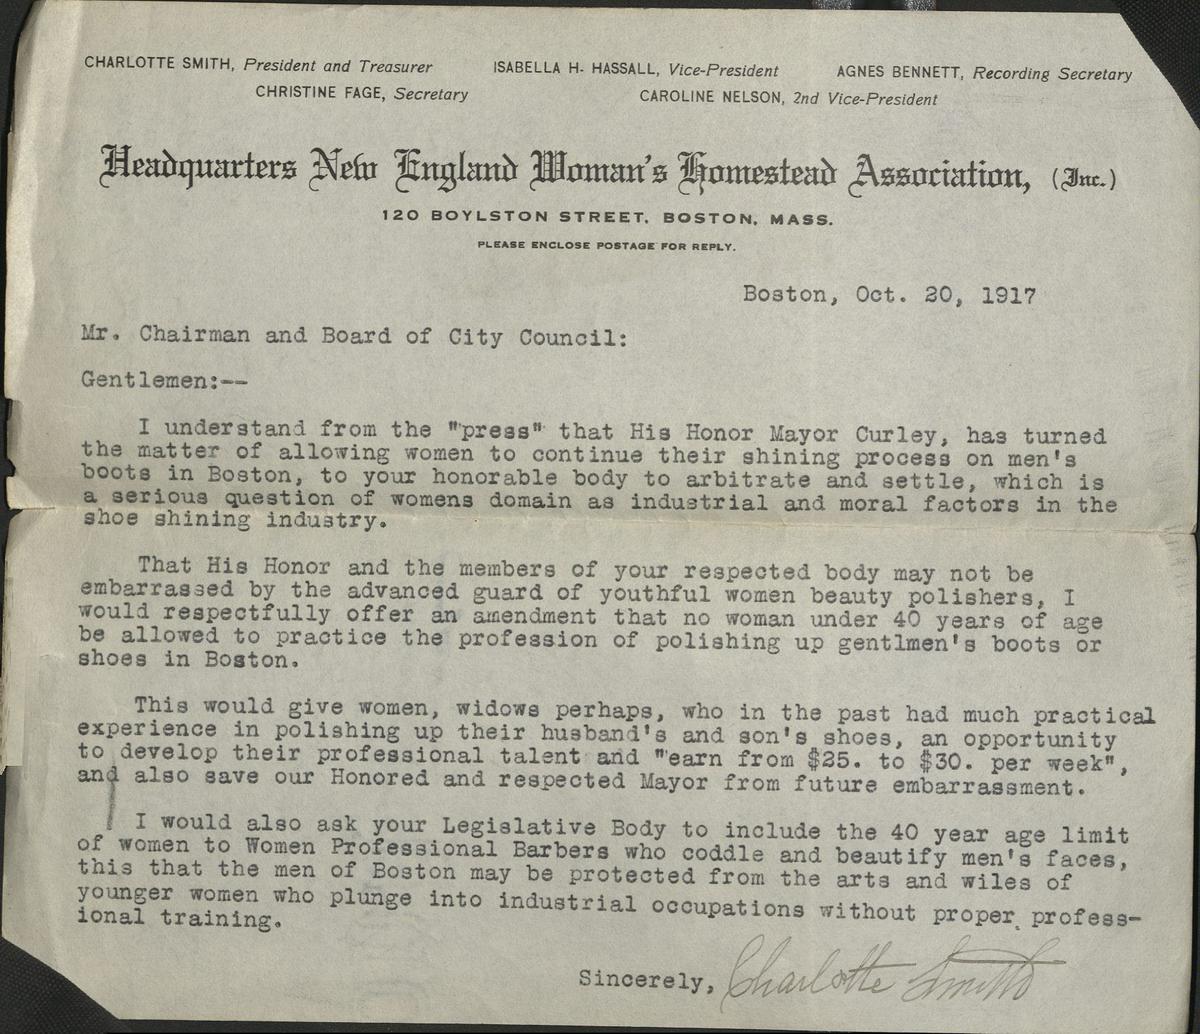 CHARLOTTE SMITH, President and Treasurer ISABELLA H. HASSALL, Vice-President AGNES BENNETT, Recording Secretary
CHRISTINE FAGE, Secretary CAROLINE NELSON, 2nd Vice-President
Headquarters New England Woman's Homestead Association, (Inc.)
120 BOYLSTON STREET, BOSTON, MASS.
PLEASE ENCLOSE POSTAGE FOR REPLY.
Boston, Oct. 20, 1917
Mr. Chairman and Board of City Council:
Gentlemen:--
I understand from the "press" that His Honor Mayor Curley, has turned
the matter of allowing women to continue their shining process on men's
boots in Boston, to your honorable body to arbitrate and settle, which is
a serious question of womens domain as industrial and moral factors in the
shoe shining industry.
That His Honor and the members of your respected body may not be
embarrassed by the advanced guard of youthful women beauty polishers, I
would respectfully offer an amendment that no woman under 40 years of age
be allowed to practice the profession of polishing up gentlmen's boots or
shoes in Boston.
This would give women, widows perhaps, who in the past had much practical
experience in polishing up their husband's and son's shoes, an opportunity
to develop their professional talent and "earn from $25. to $30. per week",
and also save our Honored and respected Mayor from future embarrassment.
I would also ask your Legislative Body to include the 40 year age limit
of women to Women Professional Barbers who coddle and beautify men's faces,
this that the men of Boston may be protected from the arts and wiles of
younger women who plunge into industrial occupations without proper profess-
ional training.
Sincerely, Charlotte Smith